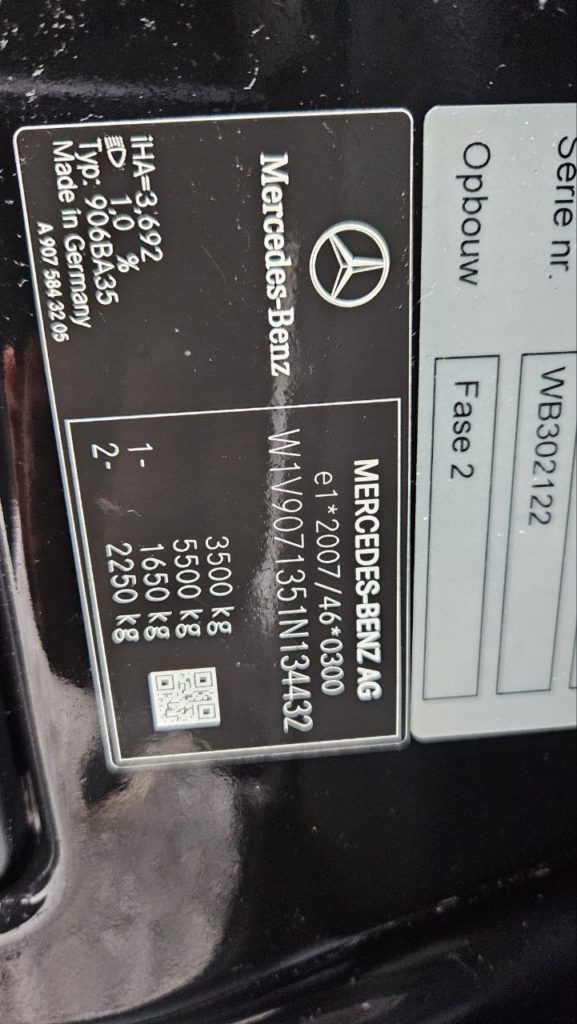 Serie nr.
WB302122
Opbouw
Fase 2
Mercedes-Benz
iHA=3,692
1,0 %
Typ: 906BA35
Made in Germany
A 907 584 32 05
MERCEDES-BENZ AG
e1*2007/46*0300
W1V9071351N134432
3500 kg
5500 kg
1- 1650 kg
2- 2250 kg